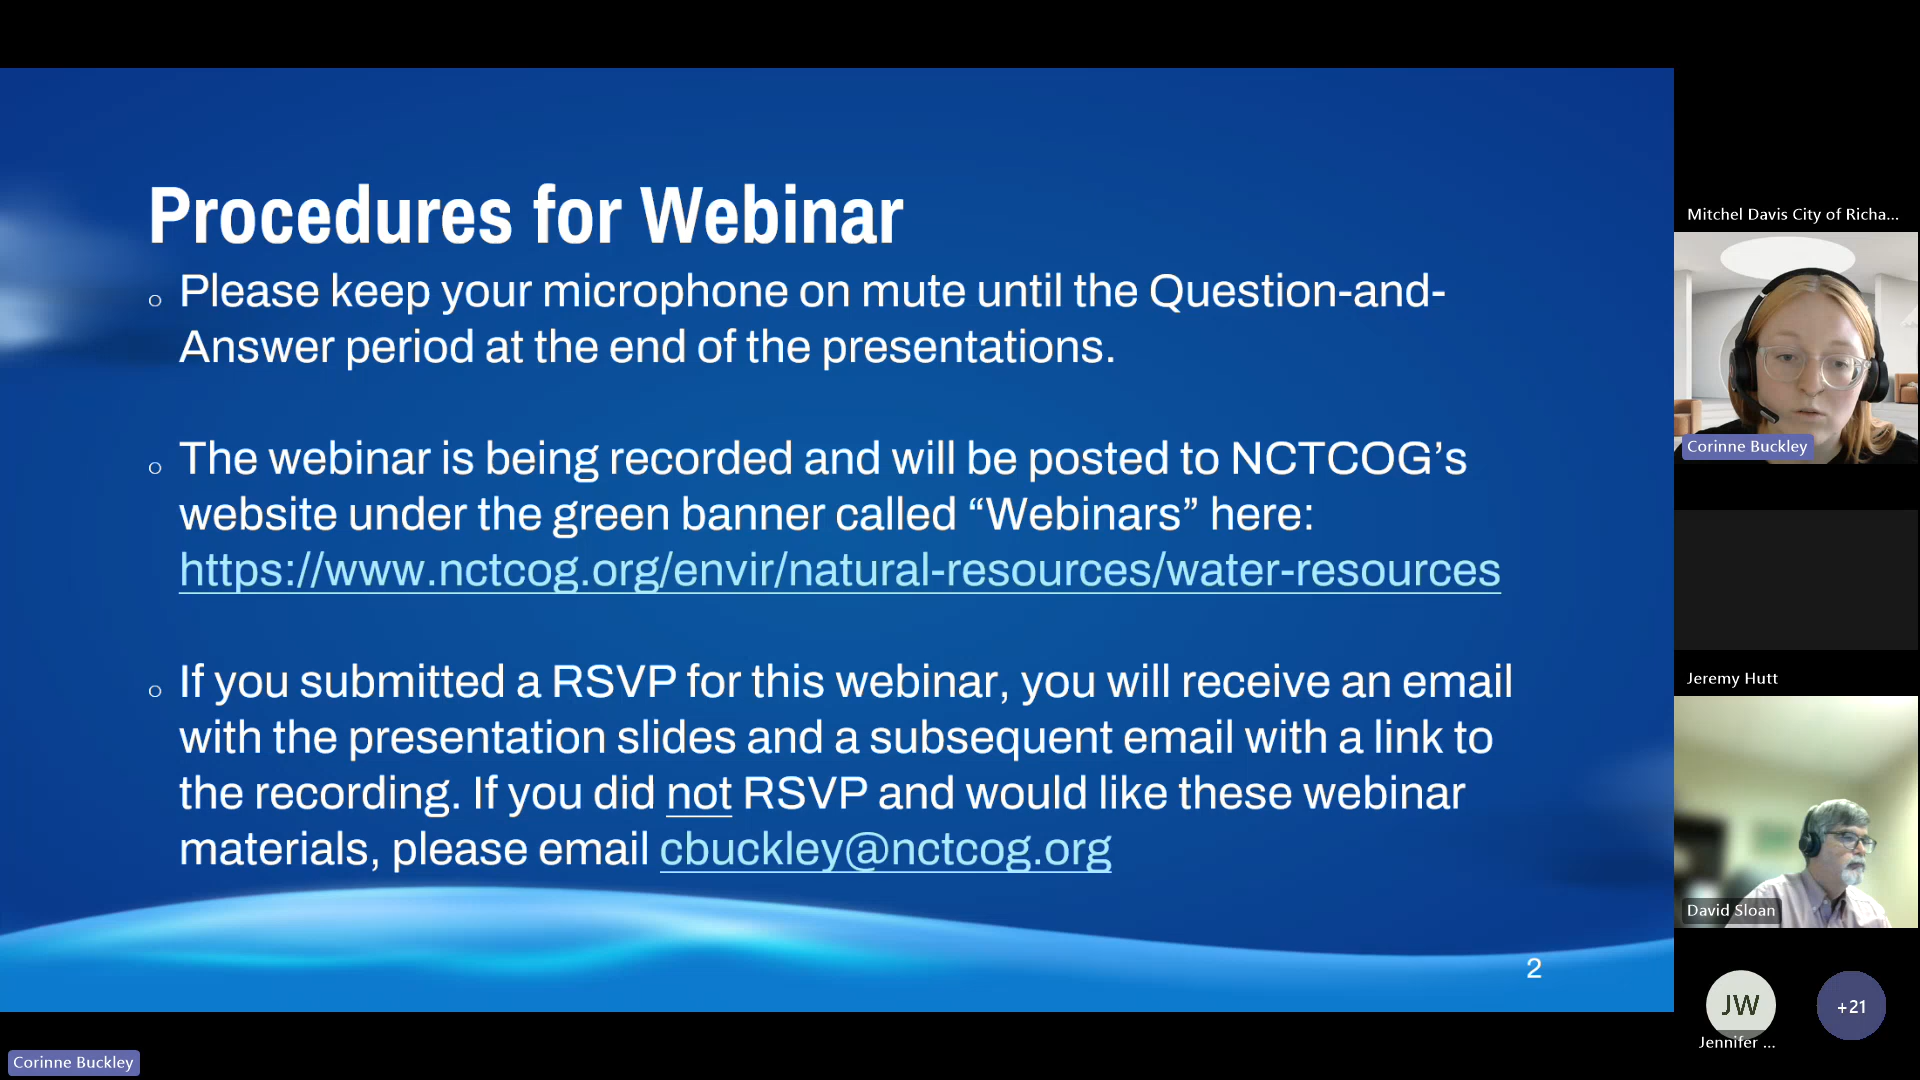 Procedures for Webinar
○ Please keep your microphone on mute until the Question-and-
Answer period at the end of the presentations.
○ The webinar is being recorded and will be posted to NCTCOG’s
website under the green banner called “Webinars” here:
https://www.nctcog.org/envir/natural-resources/water-resources
○ If you submitted a RSVP for this webinar, you will receive an email
with the presentation slides and a subsequent email with a link to
the recording. If you did not RSVP and would like these webinar
materials, please email cbuckley@nctcog.org
2
Corinne Buckley
Mitchel Davis City of Richa...
Corinne Buckley
Jeremy Hutt
David Sloan
JW
Jennifer ...
+21